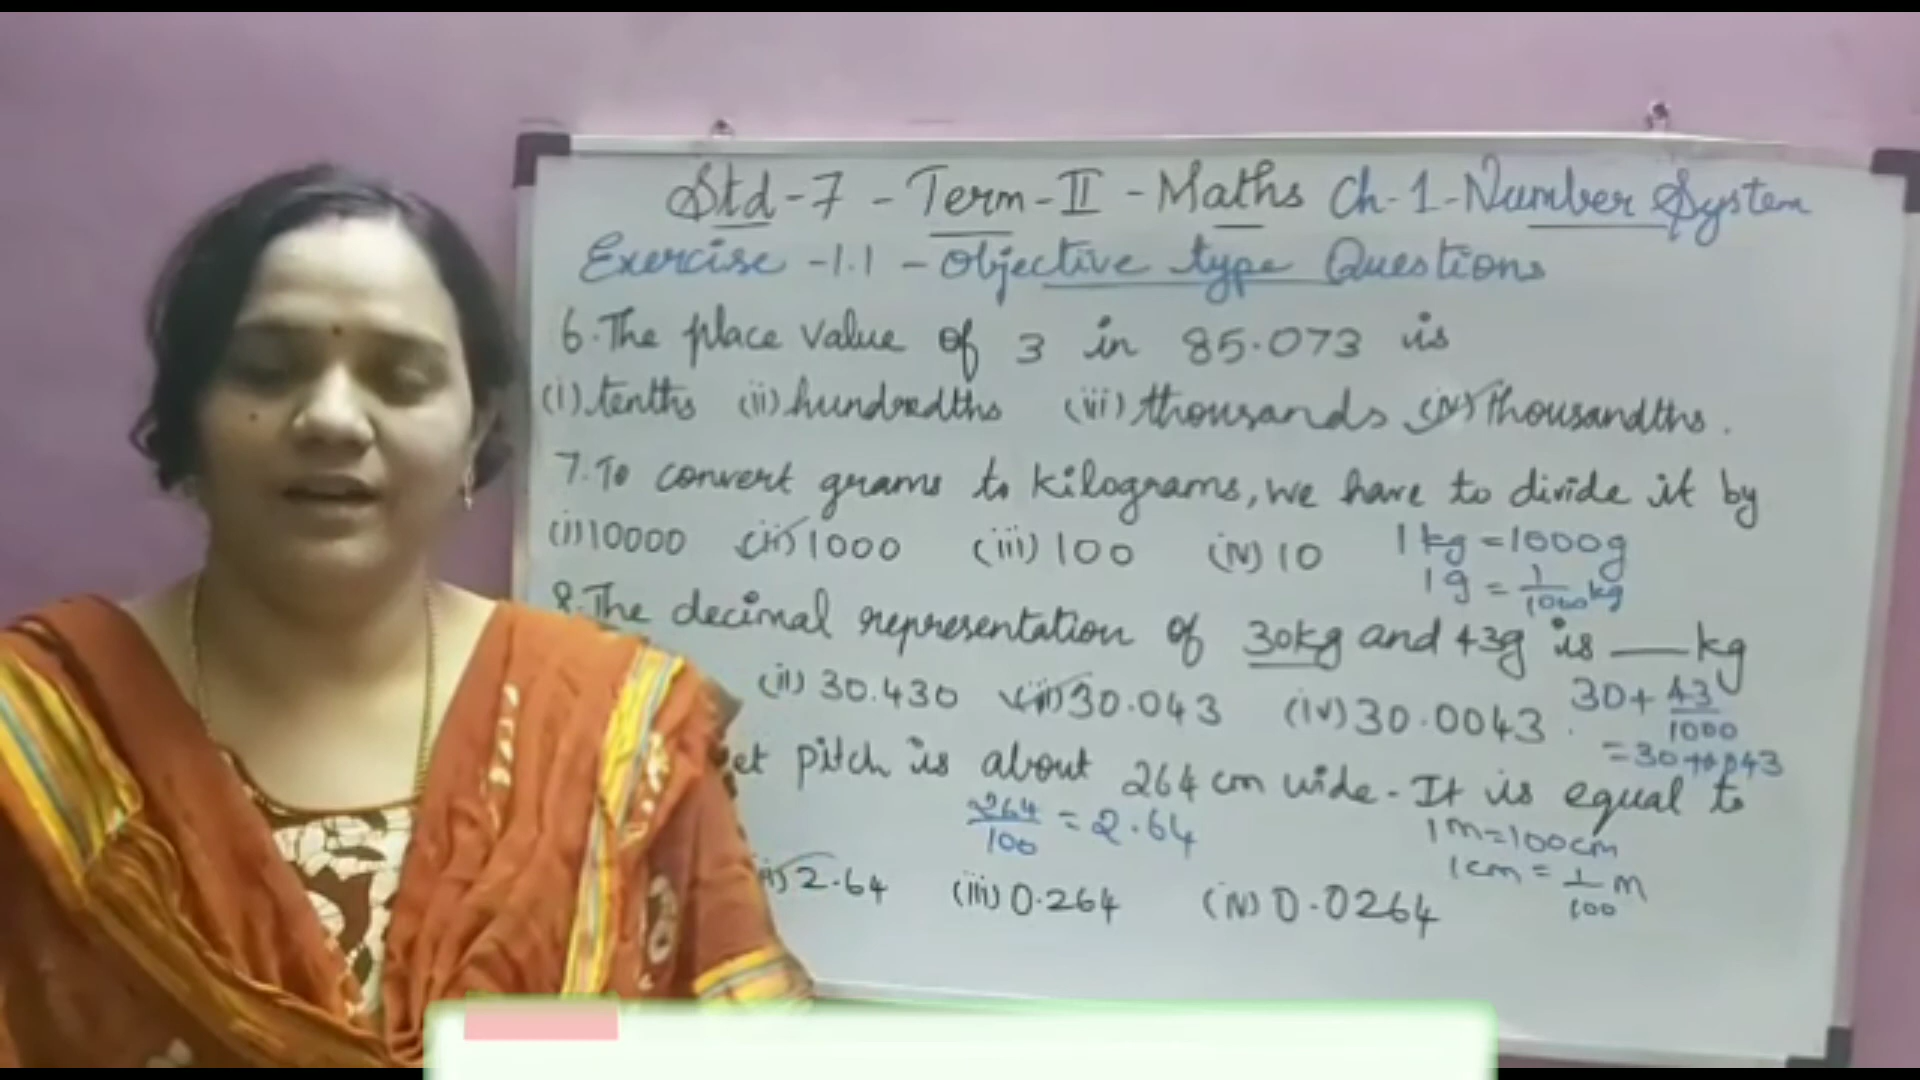 Std-7 - Term-II - Maths Ch-1-Number System
Exercise -1.1 - Objective type Questions
6.The place value of 3 in 85.073 is
(i) tenths (ii) hundredths (iii) thousands (iv) thousandths.
7.To convert grams to kilograms, we have to divide it by
(i) 10000 (ii) 1000 (iii) 100 (iv) 10
1kg = 1000g
1g = 1/1000 kg
8.The decimal representation of 30kg and 43g is ___ kg
(ii) 30.430 (iii) 30.043 (iv) 30.0043.
30 + 43/1000
pitch is about 264 cm wide. It is equal to
264/100 = 2.64
1m=100cm
1cm = 1/100 m
2.64 (iii) 0.264 (iv) 0.0264